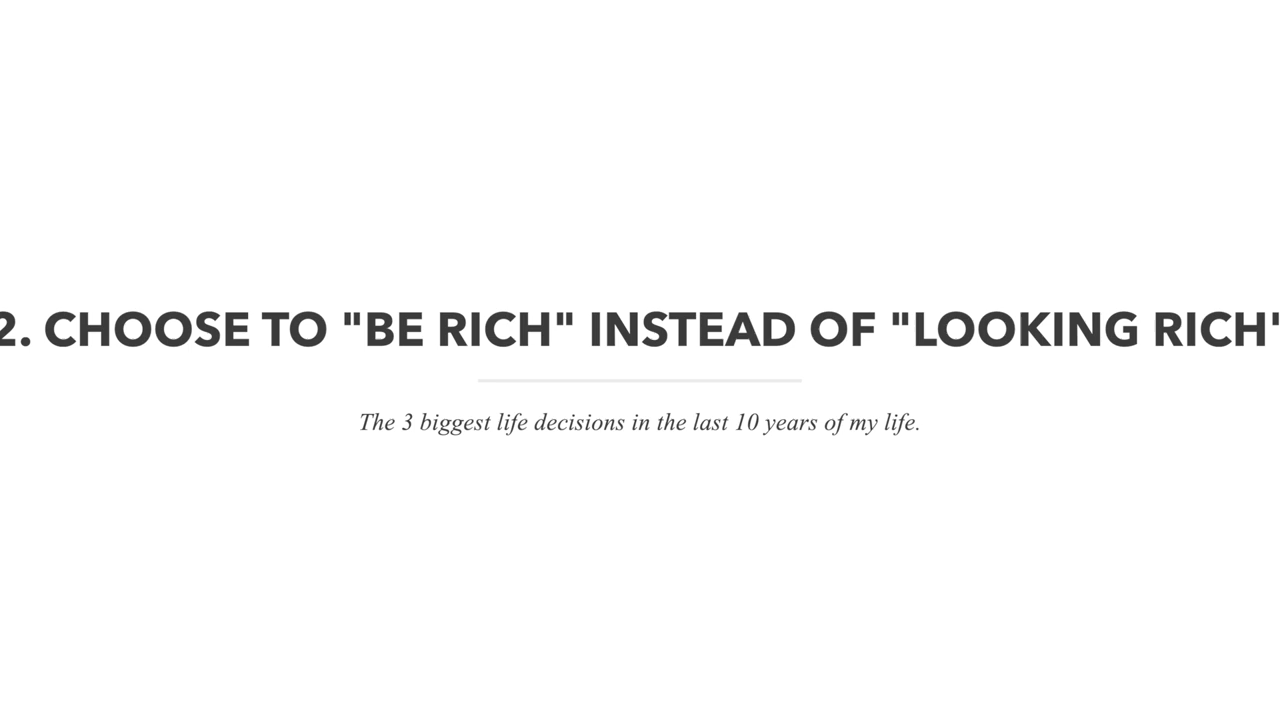 2. CHOOSE TO "BE RICH" INSTEAD OF "LOOKING RICH"
The 3 biggest life decisions in the last 10 years of my life.